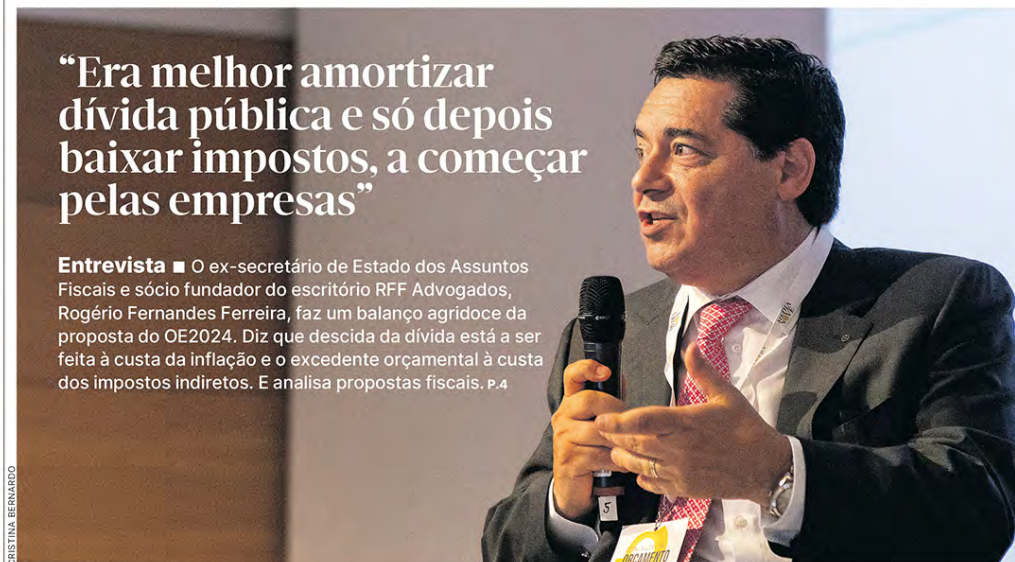 “Era melhor amortizar
dívida pública e só depois
baixar impostos, a começar
pelas empresas”
Entrevista ■ O ex-secretário de Estado dos Assuntos
Fiscais e sócio fundador do escritório RFF Advogados,
Rogério Fernandes Ferreira, faz um balanço agridoce da
proposta do OE2024. Diz que descida da dívida está a ser
feita à custa da inflação e o excedente orçamental à custa
dos impostos indiretos. E analisa propostas fiscais. P.4
CRISTINA BERNARDO
5
ORÇAMENTO